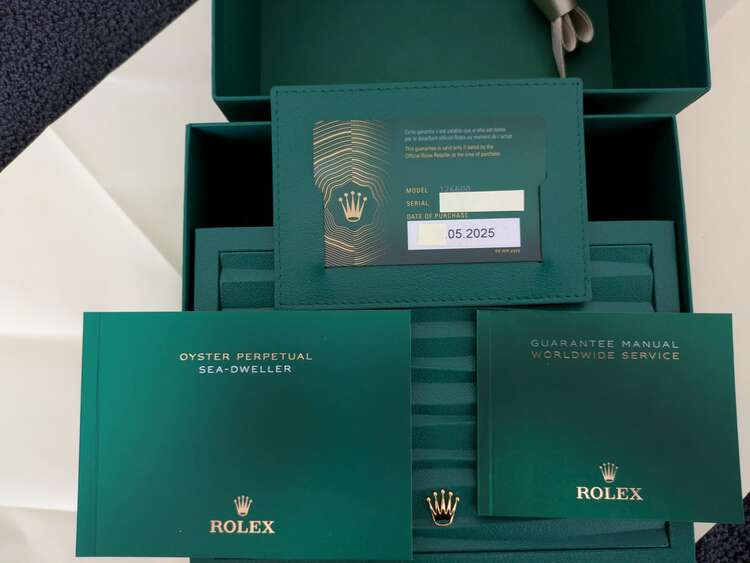 Cette garantie n'est valable que si elle est datée
par le détaillant officiel Rolex au moment de l'achat
This guarantee is valid only if dated by the
Official Rolex Retailer at the time of purchase.
MODEL 126600
SERIAL
DATE OF PURCHASE
05.2025
OYSTER PERPETUAL
SEA-DWELLER
ROLEX
GUARANTEE MANUAL
WORLDWIDE SERVICE
ROLEX